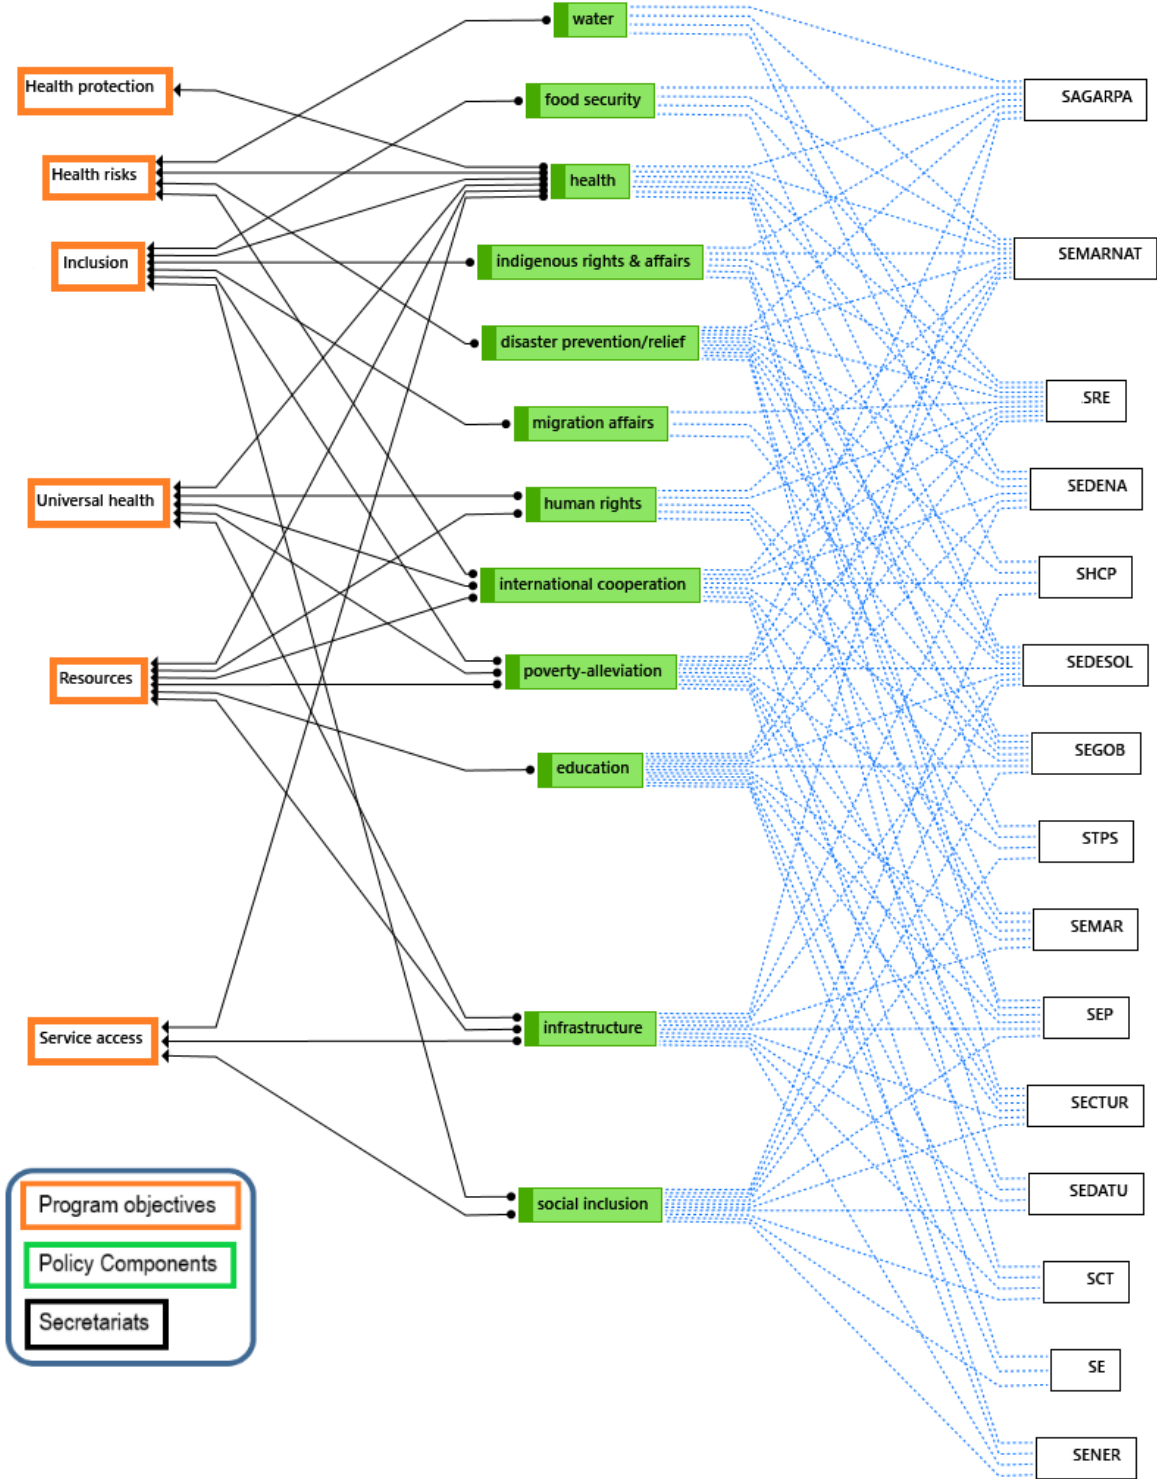 water
Health protection
SAGARPA
food security
Health risks
health
Inclusion
indigenous rights & affairs
SEMARNAT
disaster prevention/relief
SRE
migration affairs
SEDENA
Universal health
human rights
SHCP
international cooperation
Resources
poverty-alleviation
SEDESOL
SEGOB
education
STPS
SEMAR
SEP
Service access
infrastructure
SECTUR
SEDATU
Program objectives
social inclusion
Policy Components
SCT
Secretariats
SE
SENER